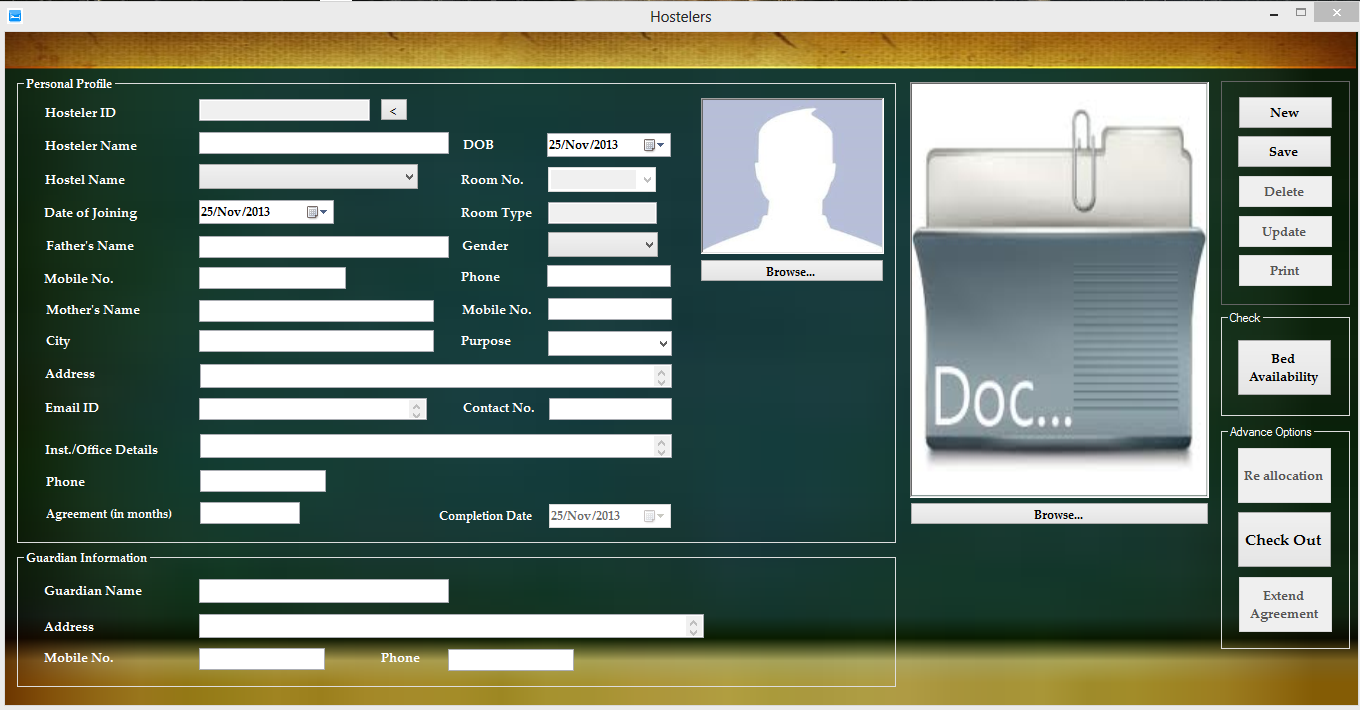 Hostelers
Personal Profile
Hosteler ID
<
Hosteler Name
DOB
25/Nov/2013
Hostel Name
Room No.
Date of Joining
25/Nov/2013
Room Type
Father's Name
Gender
Mobile No.
Phone
Mother's Name
Mobile No.
City
Purpose
Address
Email ID
Contact No.
Inst./Office Details
Phone
Agreement (in months)
Completion Date
25/Nov/2013
Browse...
Doc...
Browse...
New
Save
Delete
Update
Print
Check
Bed
Availability
Advance Options
Re allocation
Check Out
Extend
Agreement
Guardian Information
Guardian Name
Address
Mobile No.
Phone